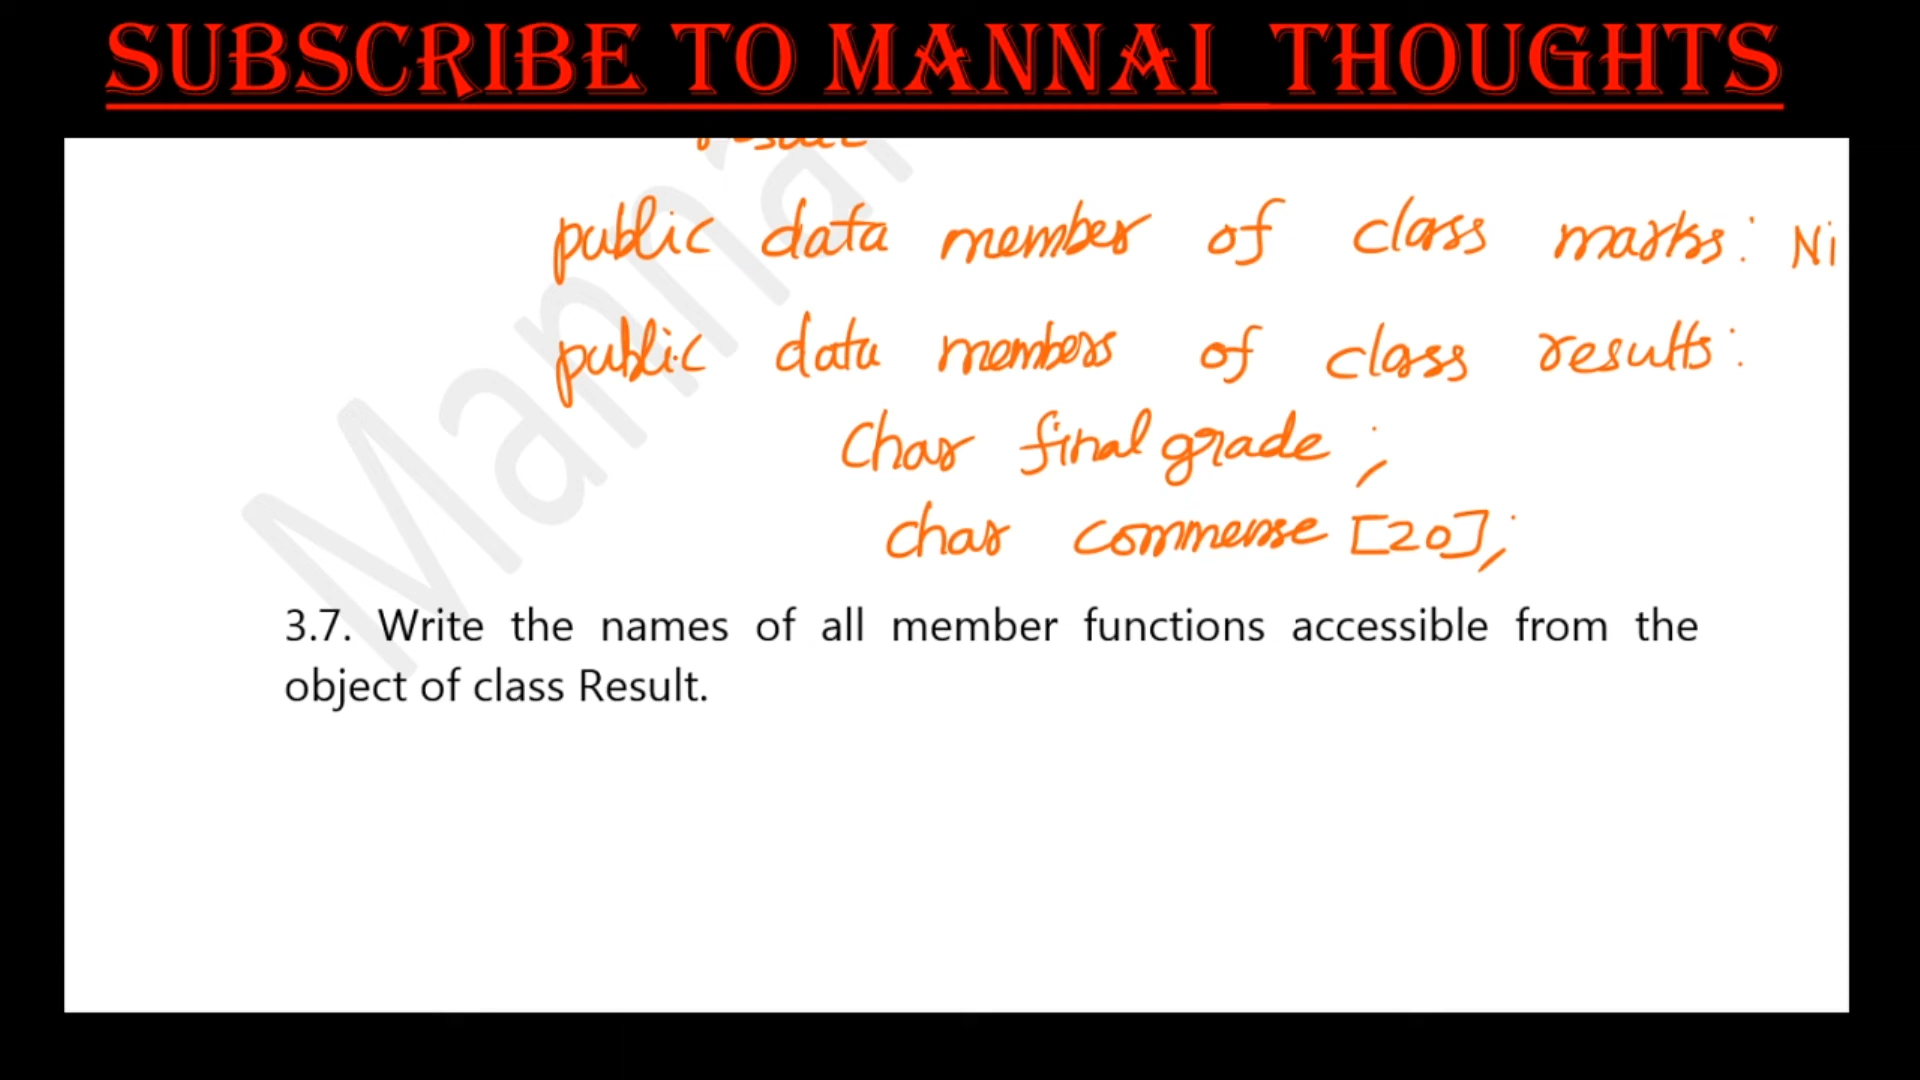 SUBSCRIBE TO MANNAI THOUGHTS
public data member of class marks: Ni
public data members of class results:
Char final grade ;
char commense [20];
3.7. Write the names of all member functions accessible from the
object of class Result.